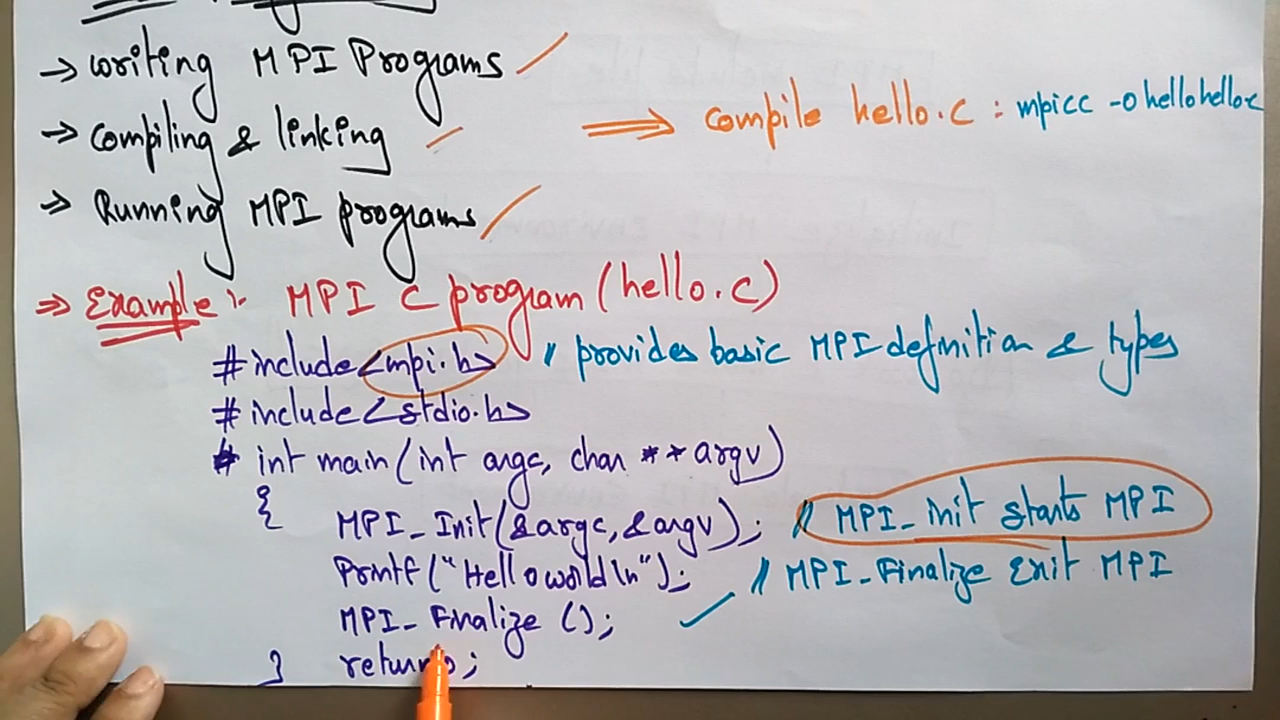 → Writing MPI Programs
→ Compiling & linking
⇒ compile hello.c : mpicc -o hello hello.c
→ Running MPI programs
⇒ Example :- MPI C program (hello.c)
#include <mpi.h> // provides basic MPI definition & types
#include <stdio.h>
int main(int argc, char **argv)
{
MPI_Init(&argc, &argv); // MPI_init starts MPI
Printf("Hello world\n"); // MPI_Finalize Exit MPI
MPI_Finalize ();
} return 0;